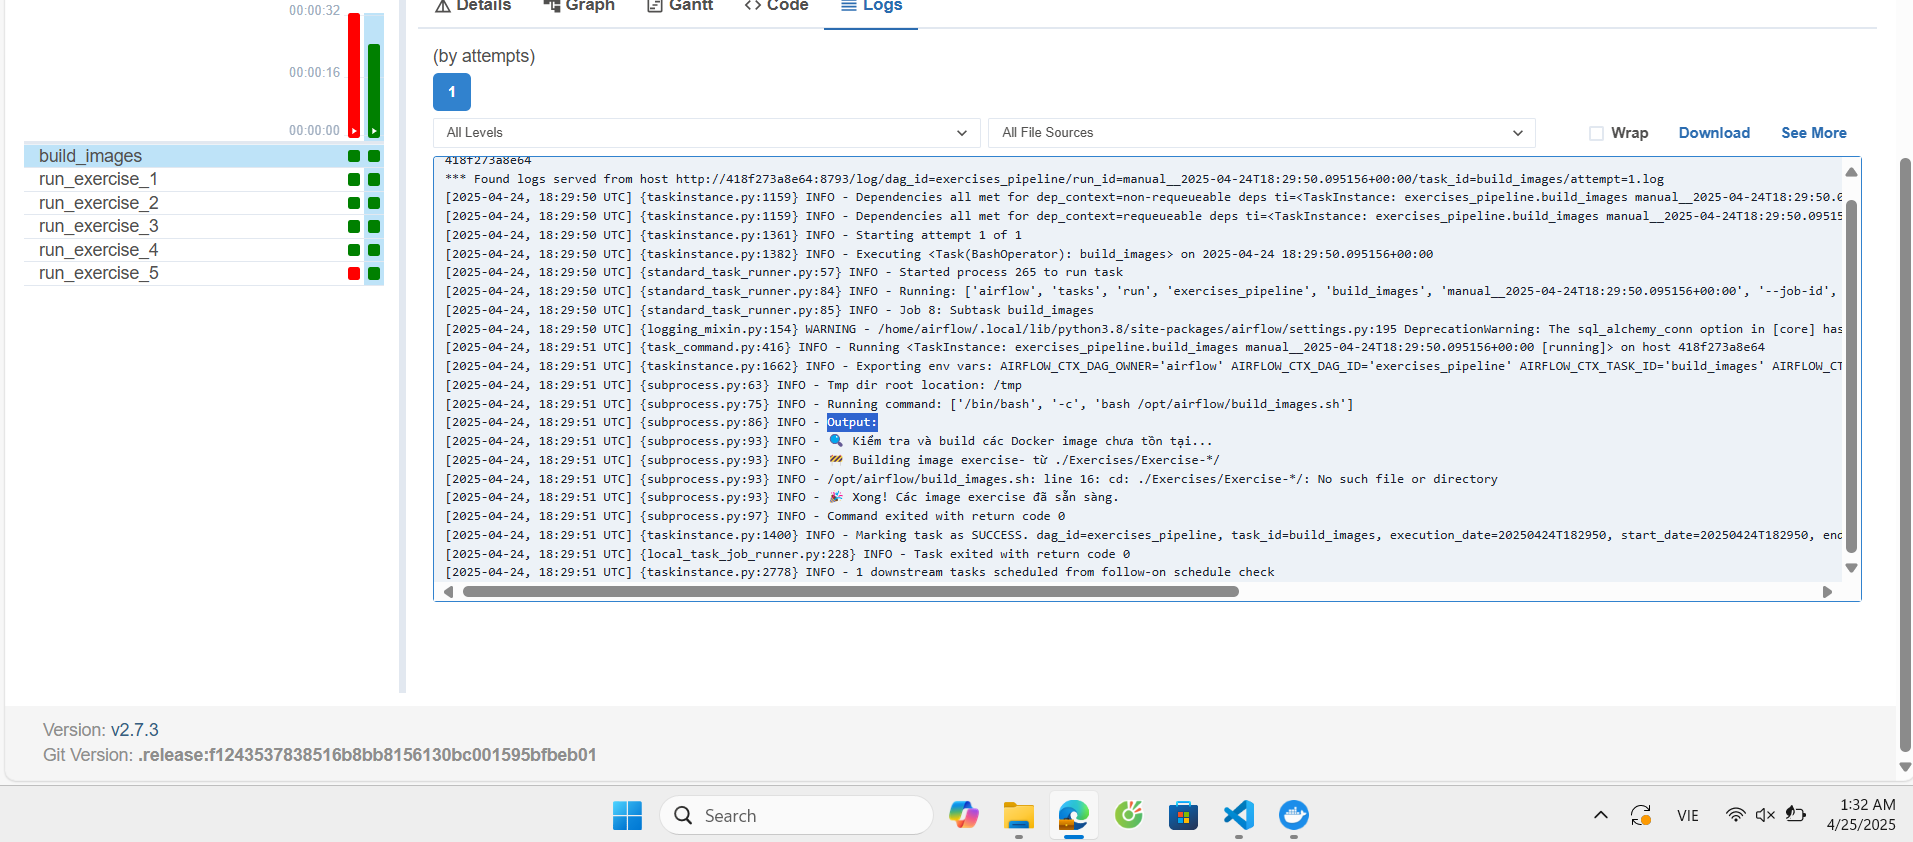 Details Graph Gantt Code Logs
00:00:32
00:00:16
00:00:00
build_images
run_exercise_1
run_exercise_2
run_exercise_3
run_exercise_4
run_exercise_5
(by attempts)
1
All Levels All File Sources Wrap Download See More
418f273a8e64
*** Found logs served from host http://418f273a8e64:8793/log/dag_id=exercises_pipeline/run_id=manual__2025-04-24T18:29:50.095156+00:00/task_id=build_images/attempt=1.log
[2025-04-24, 18:29:50 UTC] {taskinstance.py:1159} INFO - Dependencies all met for dep_context=non-requeueable deps ti=<TaskInstance: exercises_pipeline.build_images manual__2025-04-24T18:29:50.0
[2025-04-24, 18:29:50 UTC] {taskinstance.py:1159} INFO - Dependencies all met for dep_context=requeueable deps ti=<TaskInstance: exercises_pipeline.build_images manual__2025-04-24T18:29:50.09515
[2025-04-24, 18:29:50 UTC] {taskinstance.py:1361} INFO - Starting attempt 1 of 1
[2025-04-24, 18:29:50 UTC] {taskinstance.py:1382} INFO - Executing <Task(BashOperator): build_images> on 2025-04-24 18:29:50.095156+00:00
[2025-04-24, 18:29:50 UTC] {standard_task_runner.py:57} INFO - Started process 265 to run task
[2025-04-24, 18:29:50 UTC] {standard_task_runner.py:84} INFO - Running: ['airflow', 'tasks', 'run', 'exercises_pipeline', 'build_images', 'manual__2025-04-24T18:29:50.095156+00:00', '--job-id',
[2025-04-24, 18:29:50 UTC] {standard_task_runner.py:85} INFO - Job 8: Subtask build_images
[2025-04-24, 18:29:50 UTC] {logging_mixin.py:154} WARNING - /home/airflow/.local/lib/python3.8/site-packages/airflow/settings.py:195 DeprecationWarning: The sql_alchemy_conn option in [core] has
[2025-04-24, 18:29:51 UTC] {task_command.py:416} INFO - Running <TaskInstance: exercises_pipeline.build_images manual__2025-04-24T18:29:50.095156+00:00 [running]> on host 418f273a8e64
[2025-04-24, 18:29:51 UTC] {taskinstance.py:1662} INFO - Exporting env vars: AIRFLOW_CTX_DAG_OWNER='airflow' AIRFLOW_CTX_DAG_ID='exercises_pipeline' AIRFLOW_CTX_TASK_ID='build_images' AIRFLOW_CT
[2025-04-24, 18:29:51 UTC] {subprocess.py:63} INFO - Tmp dir root location: /tmp
[2025-04-24, 18:29:51 UTC] {subprocess.py:75} INFO - Running command: ['/bin/bash', '-c', 'bash /opt/airflow/build_images.sh']
[2025-04-24, 18:29:51 UTC] {subprocess.py:86} INFO - Output:
[2025-04-24, 18:29:51 UTC] {subprocess.py:93} INFO - 🔍 Kiểm tra và build các Docker image chưa tồn tại...
[2025-04-24, 18:29:51 UTC] {subprocess.py:93} INFO - 🚧 Building image exercise- từ ./Exercises/Exercise-*/
[2025-04-24, 18:29:51 UTC] {subprocess.py:93} INFO - /opt/airflow/build_images.sh: line 16: cd: ./Exercises/Exercise-*/: No such file or directory
[2025-04-24, 18:29:51 UTC] {subprocess.py:93} INFO - 🎉 Xong! Các image exercise đã sẵn sàng.
[2025-04-24, 18:29:51 UTC] {subprocess.py:97} INFO - Command exited with return code 0
[2025-04-24, 18:29:51 UTC] {taskinstance.py:1400} INFO - Marking task as SUCCESS. dag_id=exercises_pipeline, task_id=build_images, execution_date=20250424T182950, start_date=20250424T182950, end
[2025-04-24, 18:29:51 UTC] {local_task_job_runner.py:228} INFO - Task exited with return code 0
[2025-04-24, 18:29:51 UTC] {taskinstance.py:2778} INFO - 1 downstream tasks scheduled from follow-on schedule check
Version: v2.7.3
Git Version: .release:f1243537838516b8bb8156130bc001595bfbeb01
Search
VIE
1:32 AM
4/25/2025